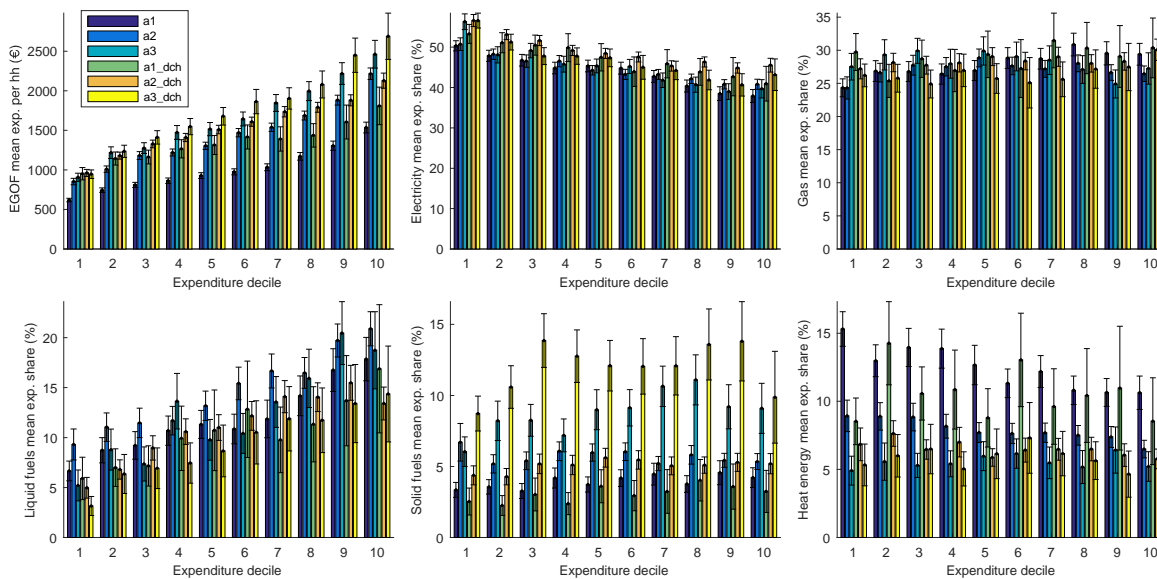 EGOF mean exp. per hh (€)
2500
2000
1500
1000
500
0
a1
a2
a3
a1_dch
a2_dch
a3_dch
1 2 3 4 5 6 7 8 9 10
Expenditure decile
Electricity mean exp. share (%)
50
40
30
20
10
0
1 2 3 4 5 6 7 8 9 10
Expenditure decile
Gas mean exp. share (%)
35
30
25
20
15
10
5
0
1 2 3 4 5 6 7 8 9 10
Expenditure decile
Liquid fuels mean exp. share (%)
20
15
10
5
0
1 2 3 4 5 6 7 8 9 10
Expenditure decile
Solid fuels mean exp. share (%)
15
10
5
0
1 2 3 4 5 6 7 8 9 10
Expenditure decile
Heat energy mean exp. share (%)
15
10
5
0
1 2 3 4 5 6 7 8 9 10
Expenditure decile